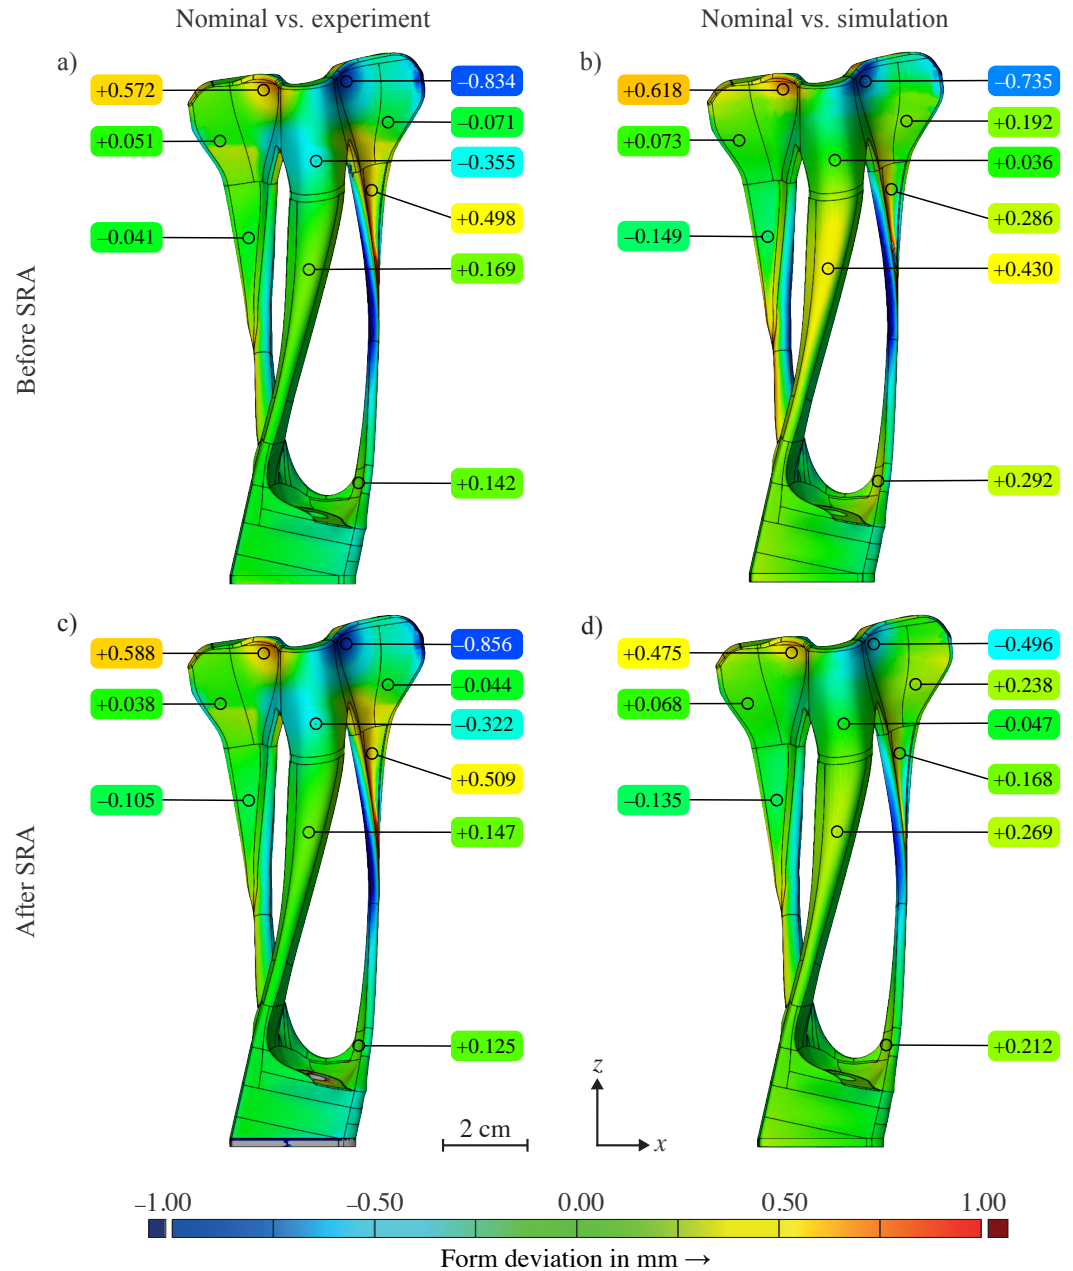 Nominal vs. experiment
Nominal vs. simulation
Before SRA
a)
+0.572
+0.051
−0.041
−0.834
−0.071
−0.355
+0.498
+0.169
+0.142
b)
+0.618
+0.073
−0.149
−0.735
+0.192
+0.036
+0.286
+0.430
+0.292
After SRA
c)
+0.588
+0.038
−0.105
−0.856
−0.044
−0.322
+0.509
+0.147
+0.125
d)
+0.475
+0.068
−0.135
−0.496
+0.238
−0.047
+0.168
+0.269
+0.212
2 cm
z
x
−1.00 −0.50 0.00 0.50 1.00
Form deviation in mm →